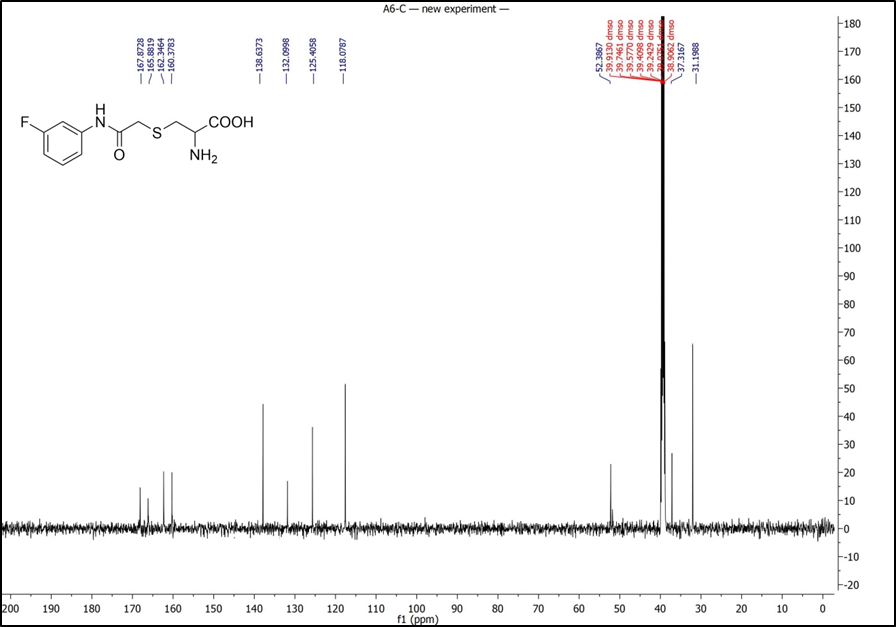 A6-C — new experiment —
167.8728
165.8819
162.3464
160.3783
138.6373
132.0998
125.4058
118.0787
52.3867
39.9130 dmso
39.7461 dmso
39.5770 dmso
39.4098 dmso
39.2429 dmso
38.9062 dmso
37.3167
31.1988
F
H
N
O
S
COOH
NH2
180
170
160
150
140
130
120
110
100
90
80
70
60
50
40
30
20
10
0
-10
-20
200 190 180 170 160 150 140 130 120 110 100 90 80 70 60 50 40 30 20 10 0
f1 (ppm)